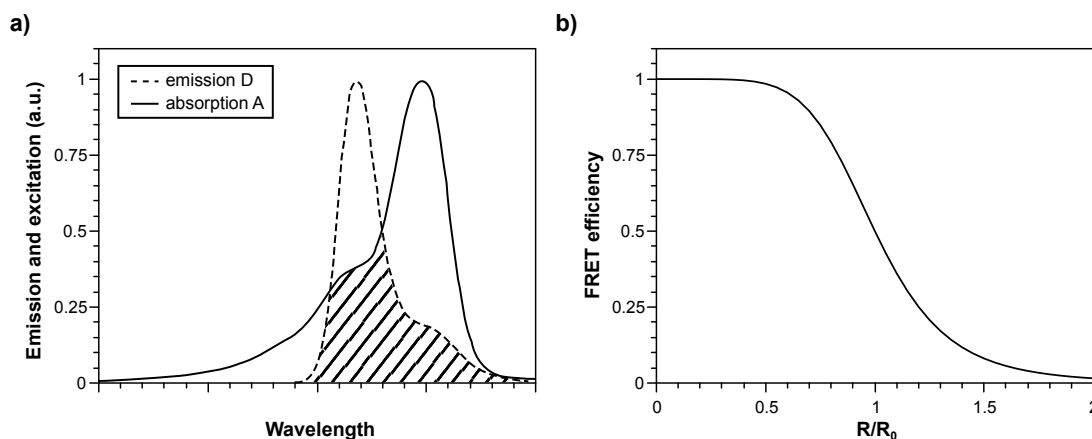 a)
Emission and excitation (a.u.)
1
0.75
0.5
0.25
0
emission D
absorption A
Wavelength
b)
FRET efficiency
1
0.75
0.5
0.25
0
0
0.5
1
1.5
2
R/R₀